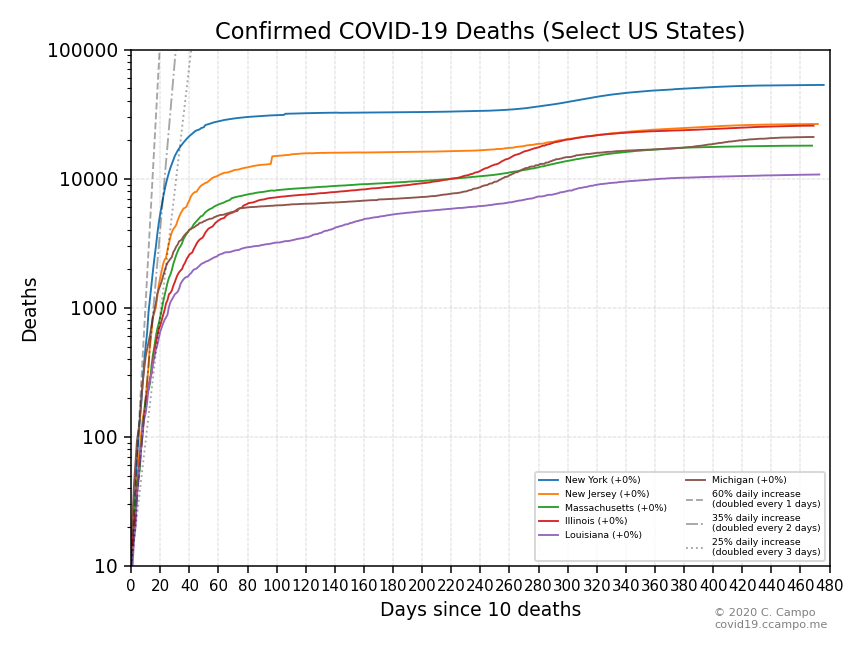 Confirmed COVID-19 Deaths (Select US States)
100000
10000
1000
100
10
Deaths
0 20 40 60 80 100 120 140 160 180 200 220 240 260 280 300 320 340 360 380 400 420 440 460 480
Days since 10 deaths
New York (+0%)
New Jersey (+0%)
Massachusetts (+0%)
Illinois (+0%)
Louisiana (+0%)
Michigan (+0%)
60% daily increase
(doubled every 1 days)
35% daily increase
(doubled every 2 days)
25% daily increase
(doubled every 3 days)
© 2020 C. Campo
covid19.ccampo.me